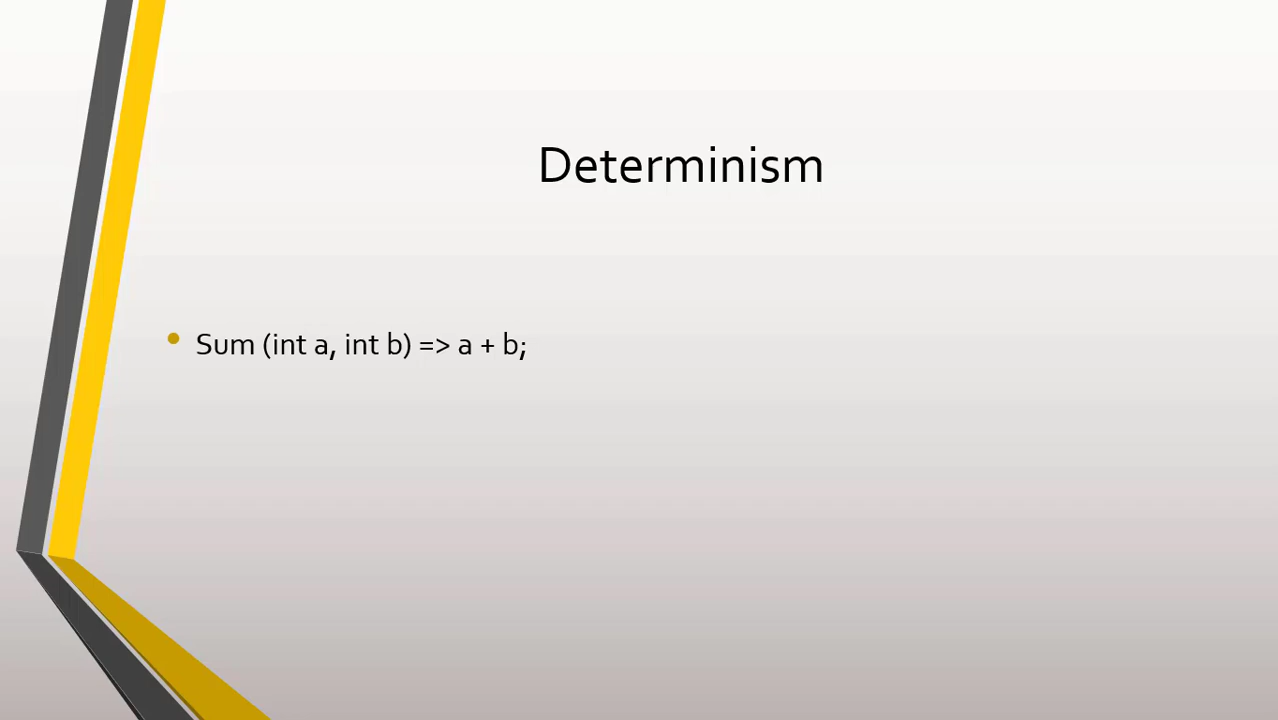 Determinism
• Sum (int a, int b) => a + b;